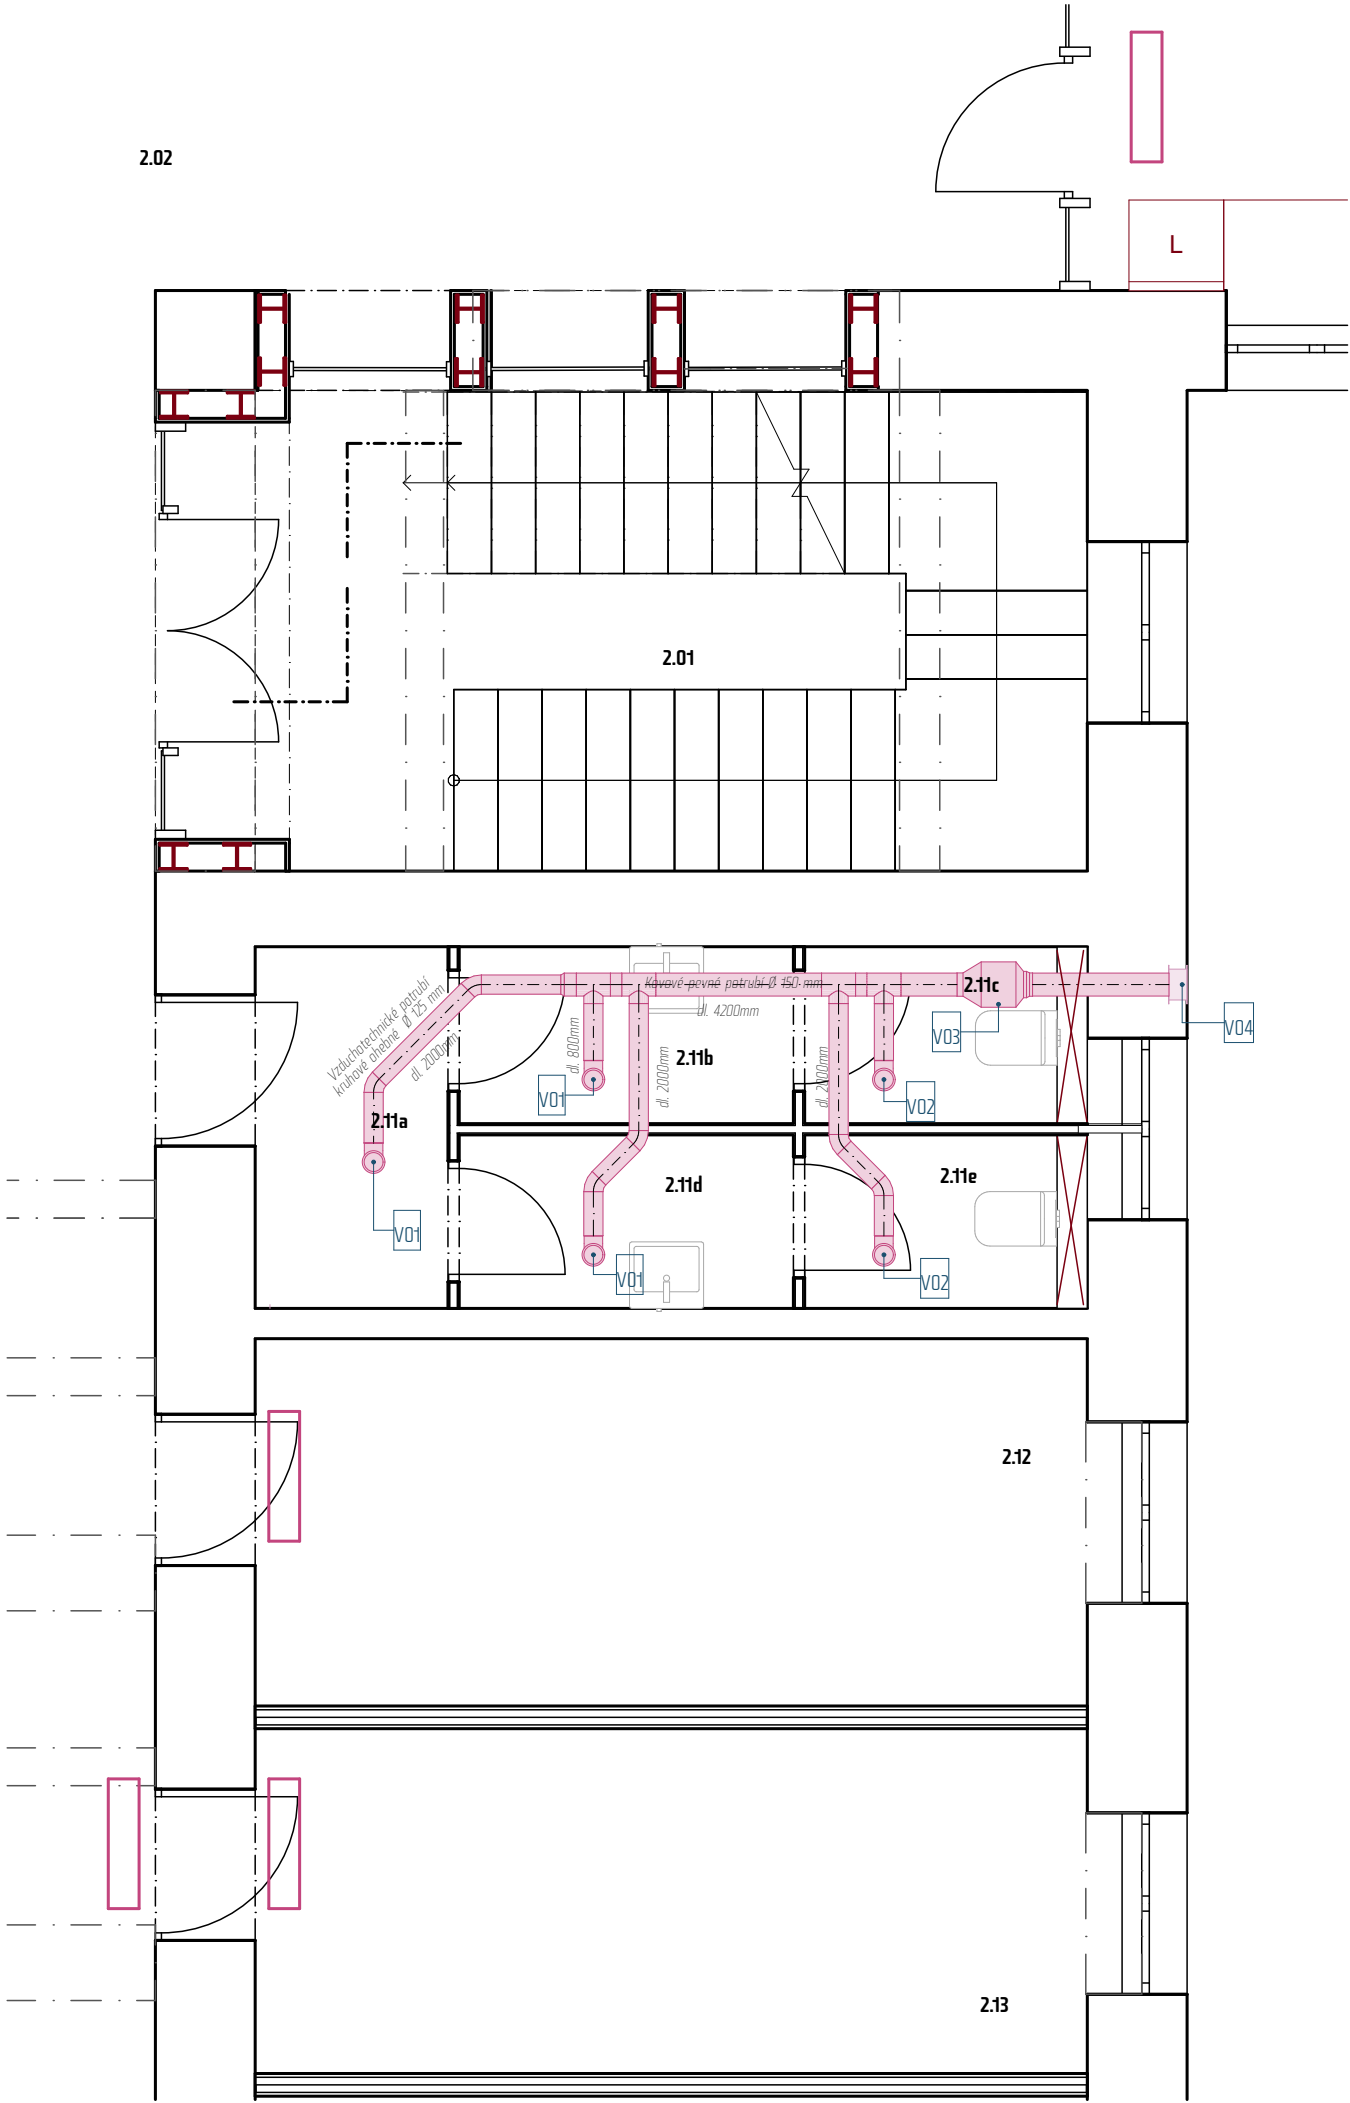 2.02
L
2.01
Vzduchotechnické potrubí
kruhové ohebné Ø 125 mm
dl. 2000mm
Kovové pevné potrubí Ø 150 mm
dl. 4200mm
2.11c
V03
V04
dl. 800mm
2.11b
dl. 2000mm
dl. 2000mm
V01
V02
2.11a
2.11d
2.11e
V01
V01
V02
2.12
2.13